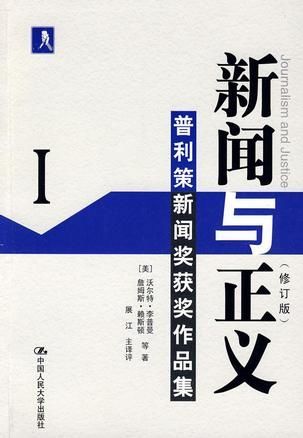 新闻与正义
Journalism and Justice
(修订版)
普利策新闻奖获奖作品集
I
[美] 沃尔特·李普曼
詹姆斯·赖斯顿 等 著
展江 主译评
中国人民大学出版社